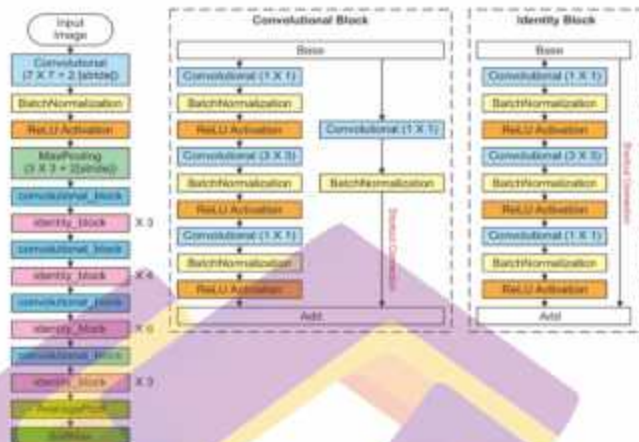 Input
Image
Convolutional
(7 X 7 + 2 [stride])
BatchNormalization
ReLU Activation
MaxPooling
(3 X 3 + 2[stride])
convolutional_block
identity_block X 3
convolutional_block
identity_block
convolutional_block
identity_block
convolutional_block
identity_block X 3
AveragePool
SoftMax
Convolutional Block
Base
Convolutional (1 X 1)
BatchNormalization
ReLU Activation
Convolutional (3 X 3)
BatchNormalization
ReLU Activation
Convolutional (1 X 1)
BatchNormalization
ReLU Activation
Convolutional (1 X 1)
BatchNormalization
Shortcut Connection
Add
Identity Block
Base
Convolutional (1 X 1)
BatchNormalization
ReLU Activation
Convolutional (3 X 3)
BatchNormalization
ReLU Activation
Convolutional (1 X 1)
BatchNormalization
ReLU Activation
Shortcut Connection
Add